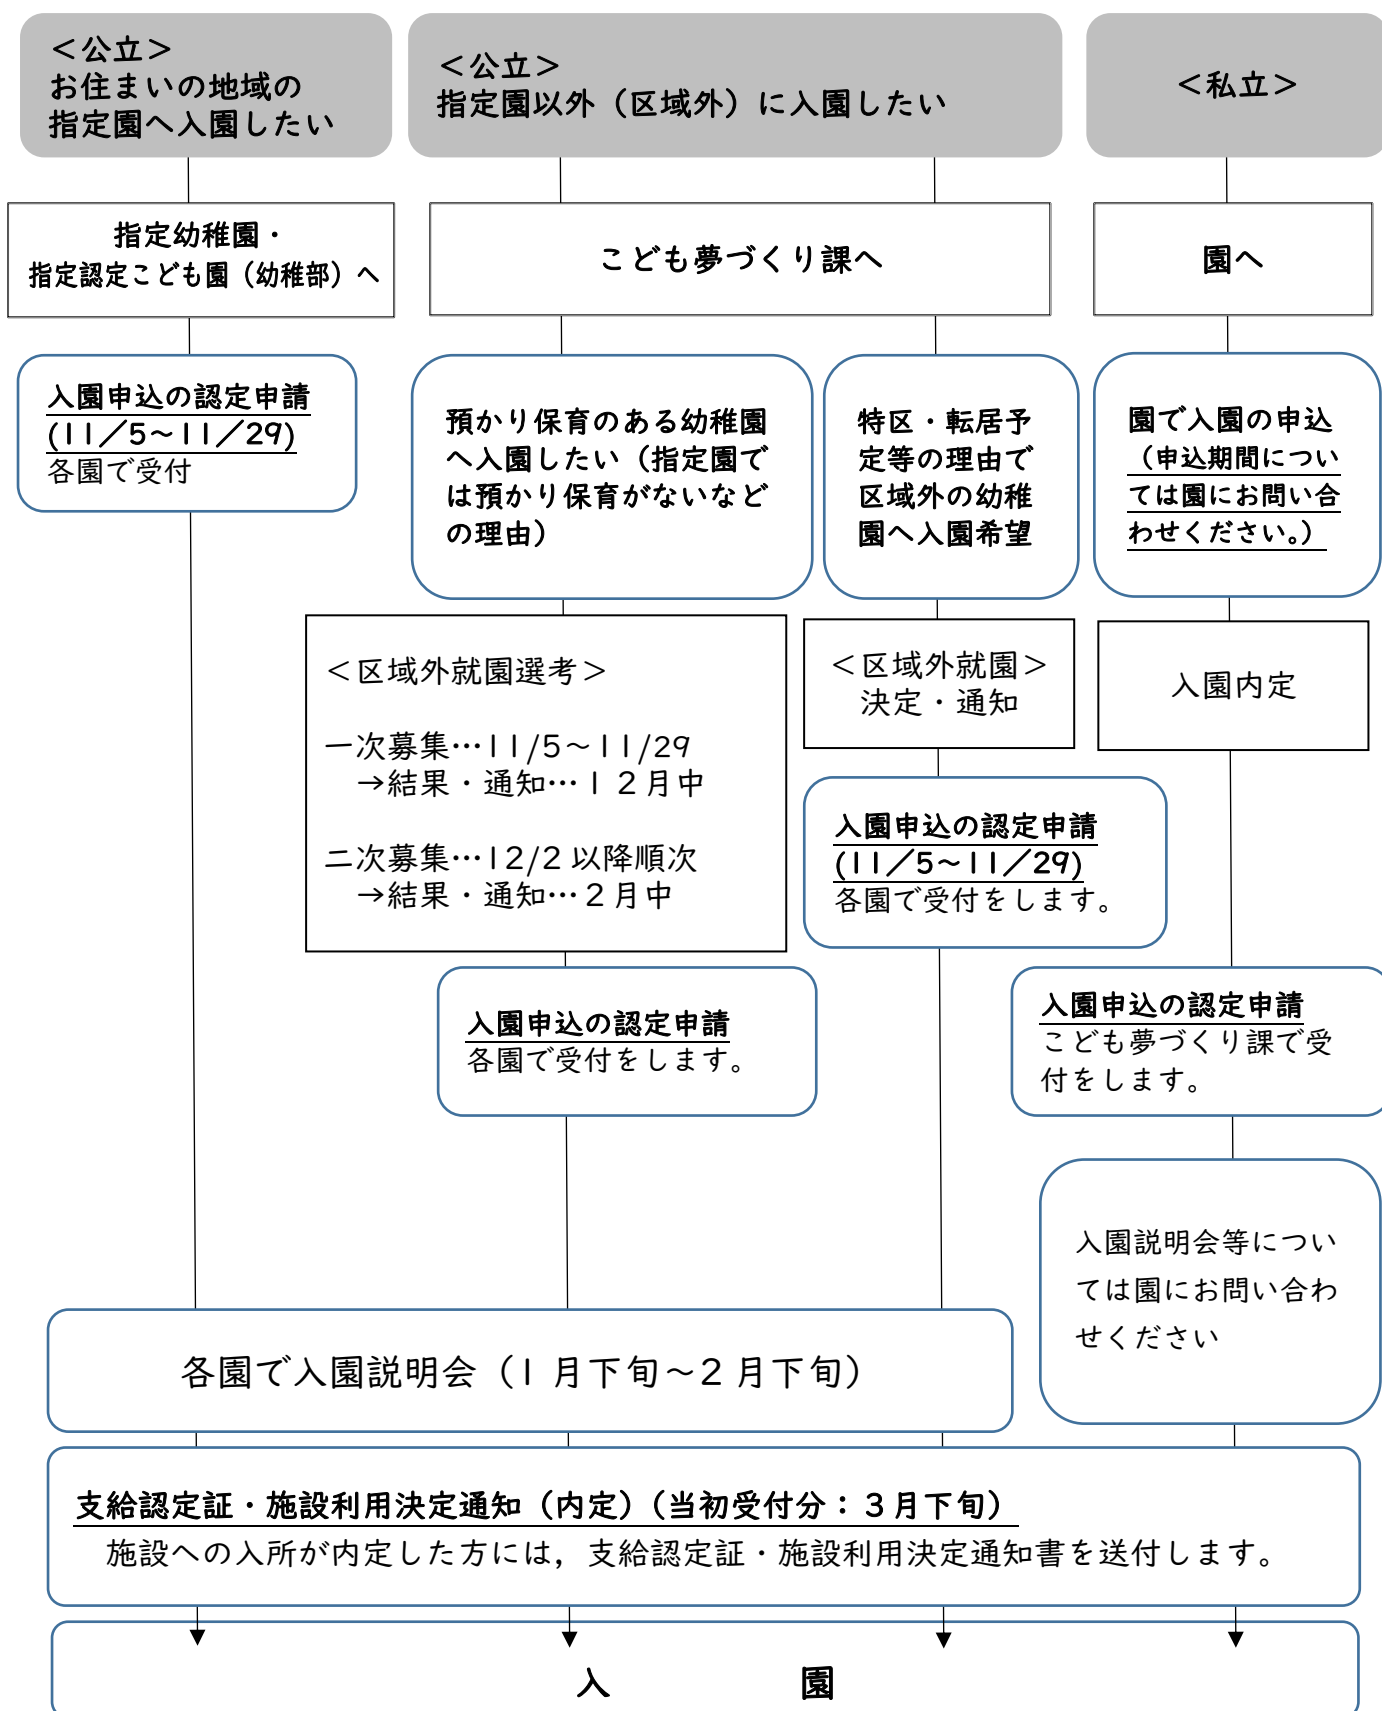 ＜公立＞
お住まいの地域の
指定園へ入園したい
＜公立＞
指定園以外（区域外）に入園したい
＜私立＞
指定幼稚園・
指定認定こども園（幼稚部）へ
こども夢づくり課へ
園へ
入園申込の認定申請
(11／5～11／29)
各園で受付
預かり保育のある幼稚園
へ入園したい（指定園で
は預かり保育がないなど
の理由）
特区・転居予
定等の理由で
区域外の幼稚
園へ入園希望
園で入園の申込
（申込期間につい
ては園にお問い合
わせください。）
＜区域外就園選考＞
一次募集…11/5～11/29
→結果・通知…12月中
二次募集…12/2以降順次
→結果・通知…2月中
＜区域外就園＞
決定・通知
入園内定
入園申込の認定申請
(11／5～11／29)
各園で受付をします。
入園申込の認定申請
各園で受付をします。
入園申込の認定申請
こども夢づくり課で受
付をします。
入園説明会等につい
ては園にお問い合わ
せください
各園で入園説明会（1月下旬～2月下旬）
支給認定証・施設利用決定通知（内定）（当初受付分：3月下旬）
施設への入所が内定した方には，支給認定証・施設利用決定通知書を送付します。
入　　　園